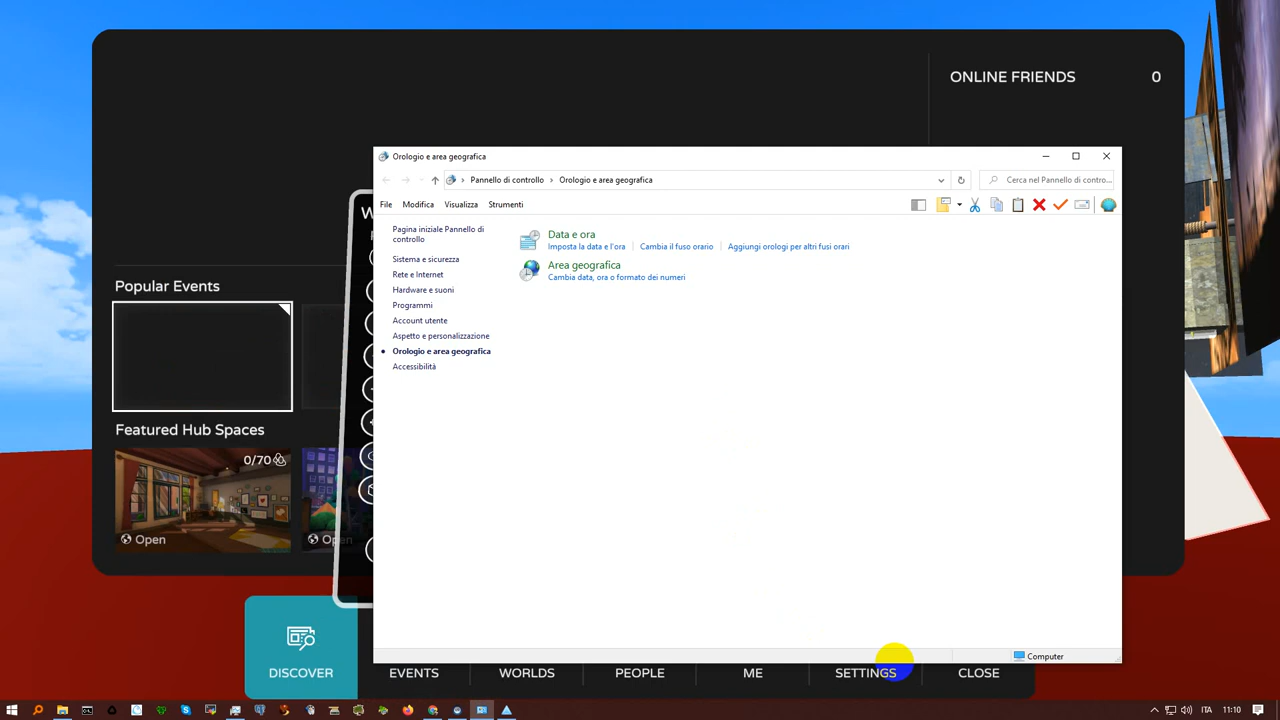 ONLINE FRIENDS 0
Orologio e area geografica
Pannello di controllo > Orologio e area geografica
Cerca nel Pannello di contro...
File Modifica Visualizza Strumenti
Pagina iniziale Pannello di
controllo
Sistema e sicurezza
Rete e Internet
Hardware e suoni
Programmi
Account utente
Aspetto e personalizzazione
Orologio e area geografica
Accessibilità
Data e ora
Imposta la data e l'ora | Cambia il fuso orario | Aggiungi orologi per altri fusi orari
Area geografica
Cambia data, ora o formato dei numeri
Computer
W
Popular Events
Featured Hub Spaces
0/70
Open
Open
DISCOVER
EVENTS
WORLDS
PEOPLE
ME
SETTINGS
CLOSE
ITA 11:10